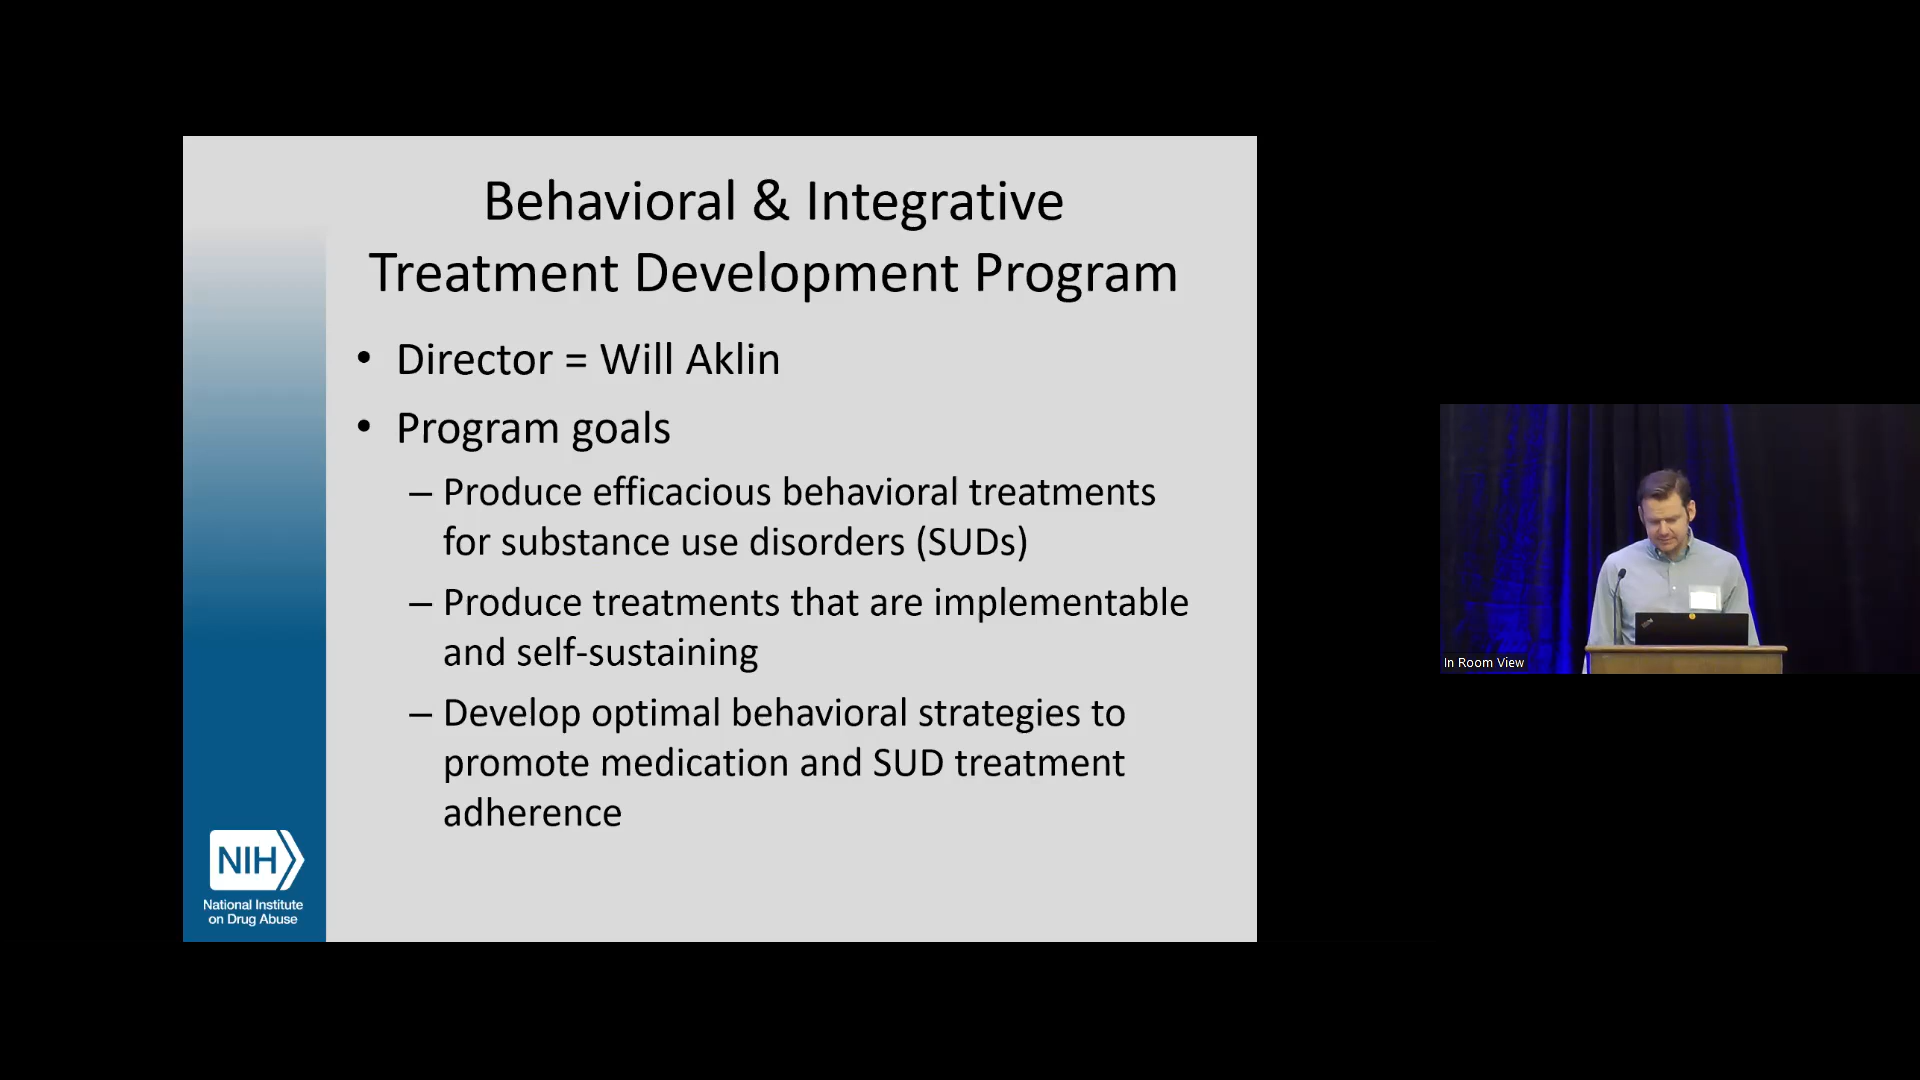 Behavioral & Integrative
Treatment Development Program
• Director = Will Aklin
• Program goals
– Produce efficacious behavioral treatments
for substance use disorders (SUDs)
– Produce treatments that are implementable
and self-sustaining
– Develop optimal behavioral strategies to
promote medication and SUD treatment
adherence
NIH
National Institute
on Drug Abuse
In Room View